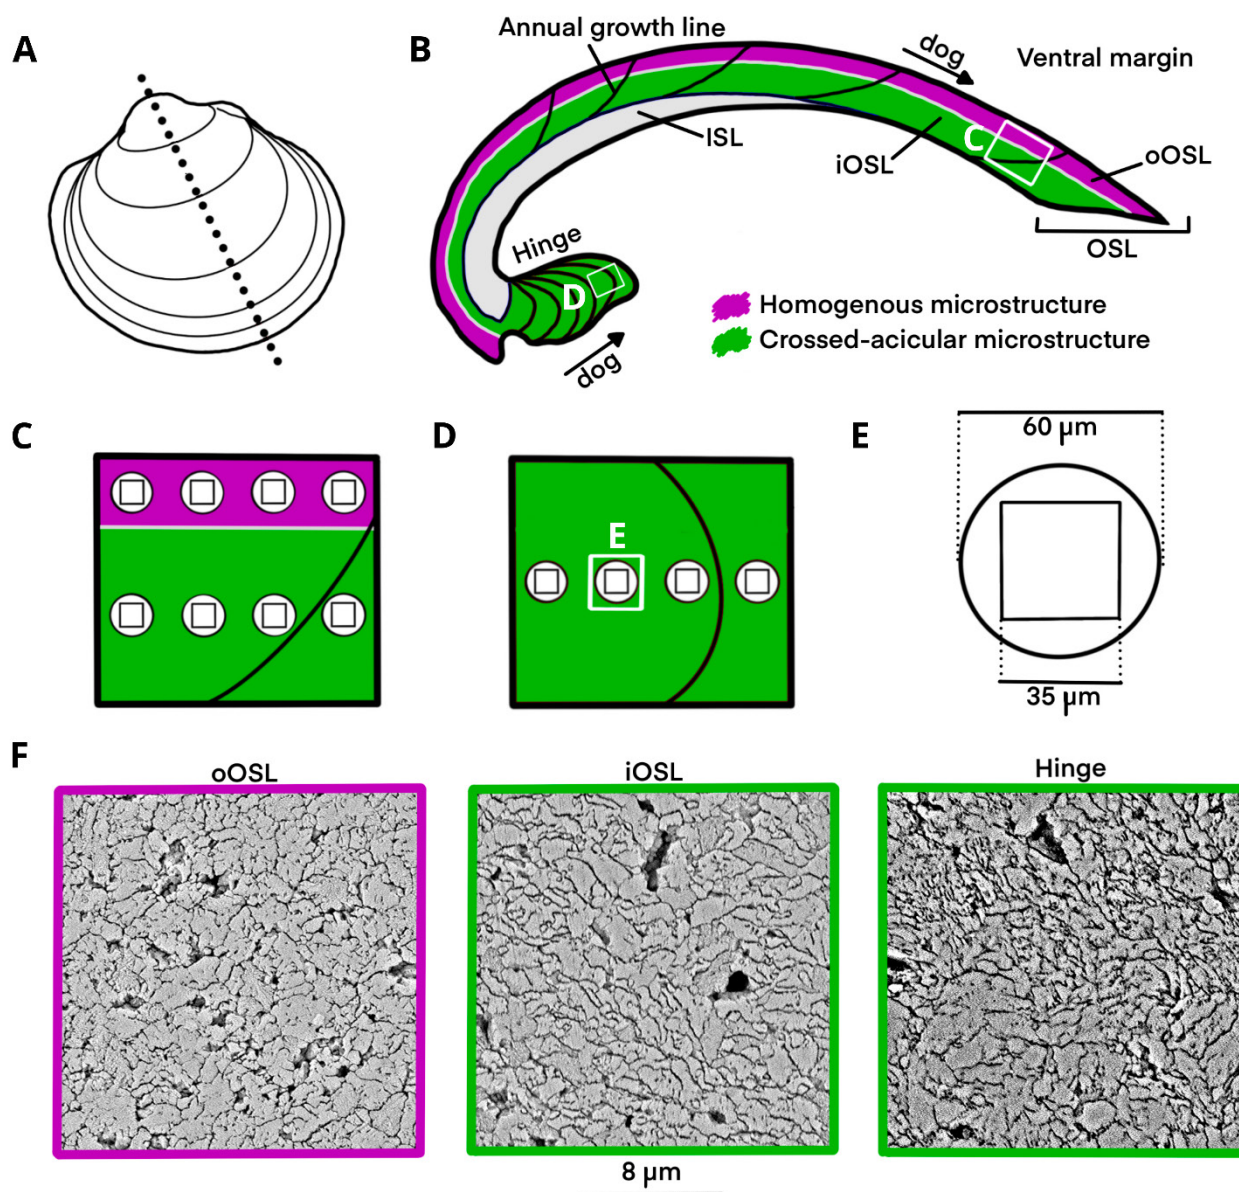 A
B
Annual growth line
dog
Ventral margin
ISL
iOSL
C
oOSL
OSL
Hinge
D
dog
Homogenous microstructure
Crossed-acicular microstructure
C
D
E
E
60 µm
35 µm
F
oOSL
iOSL
Hinge
8 µm